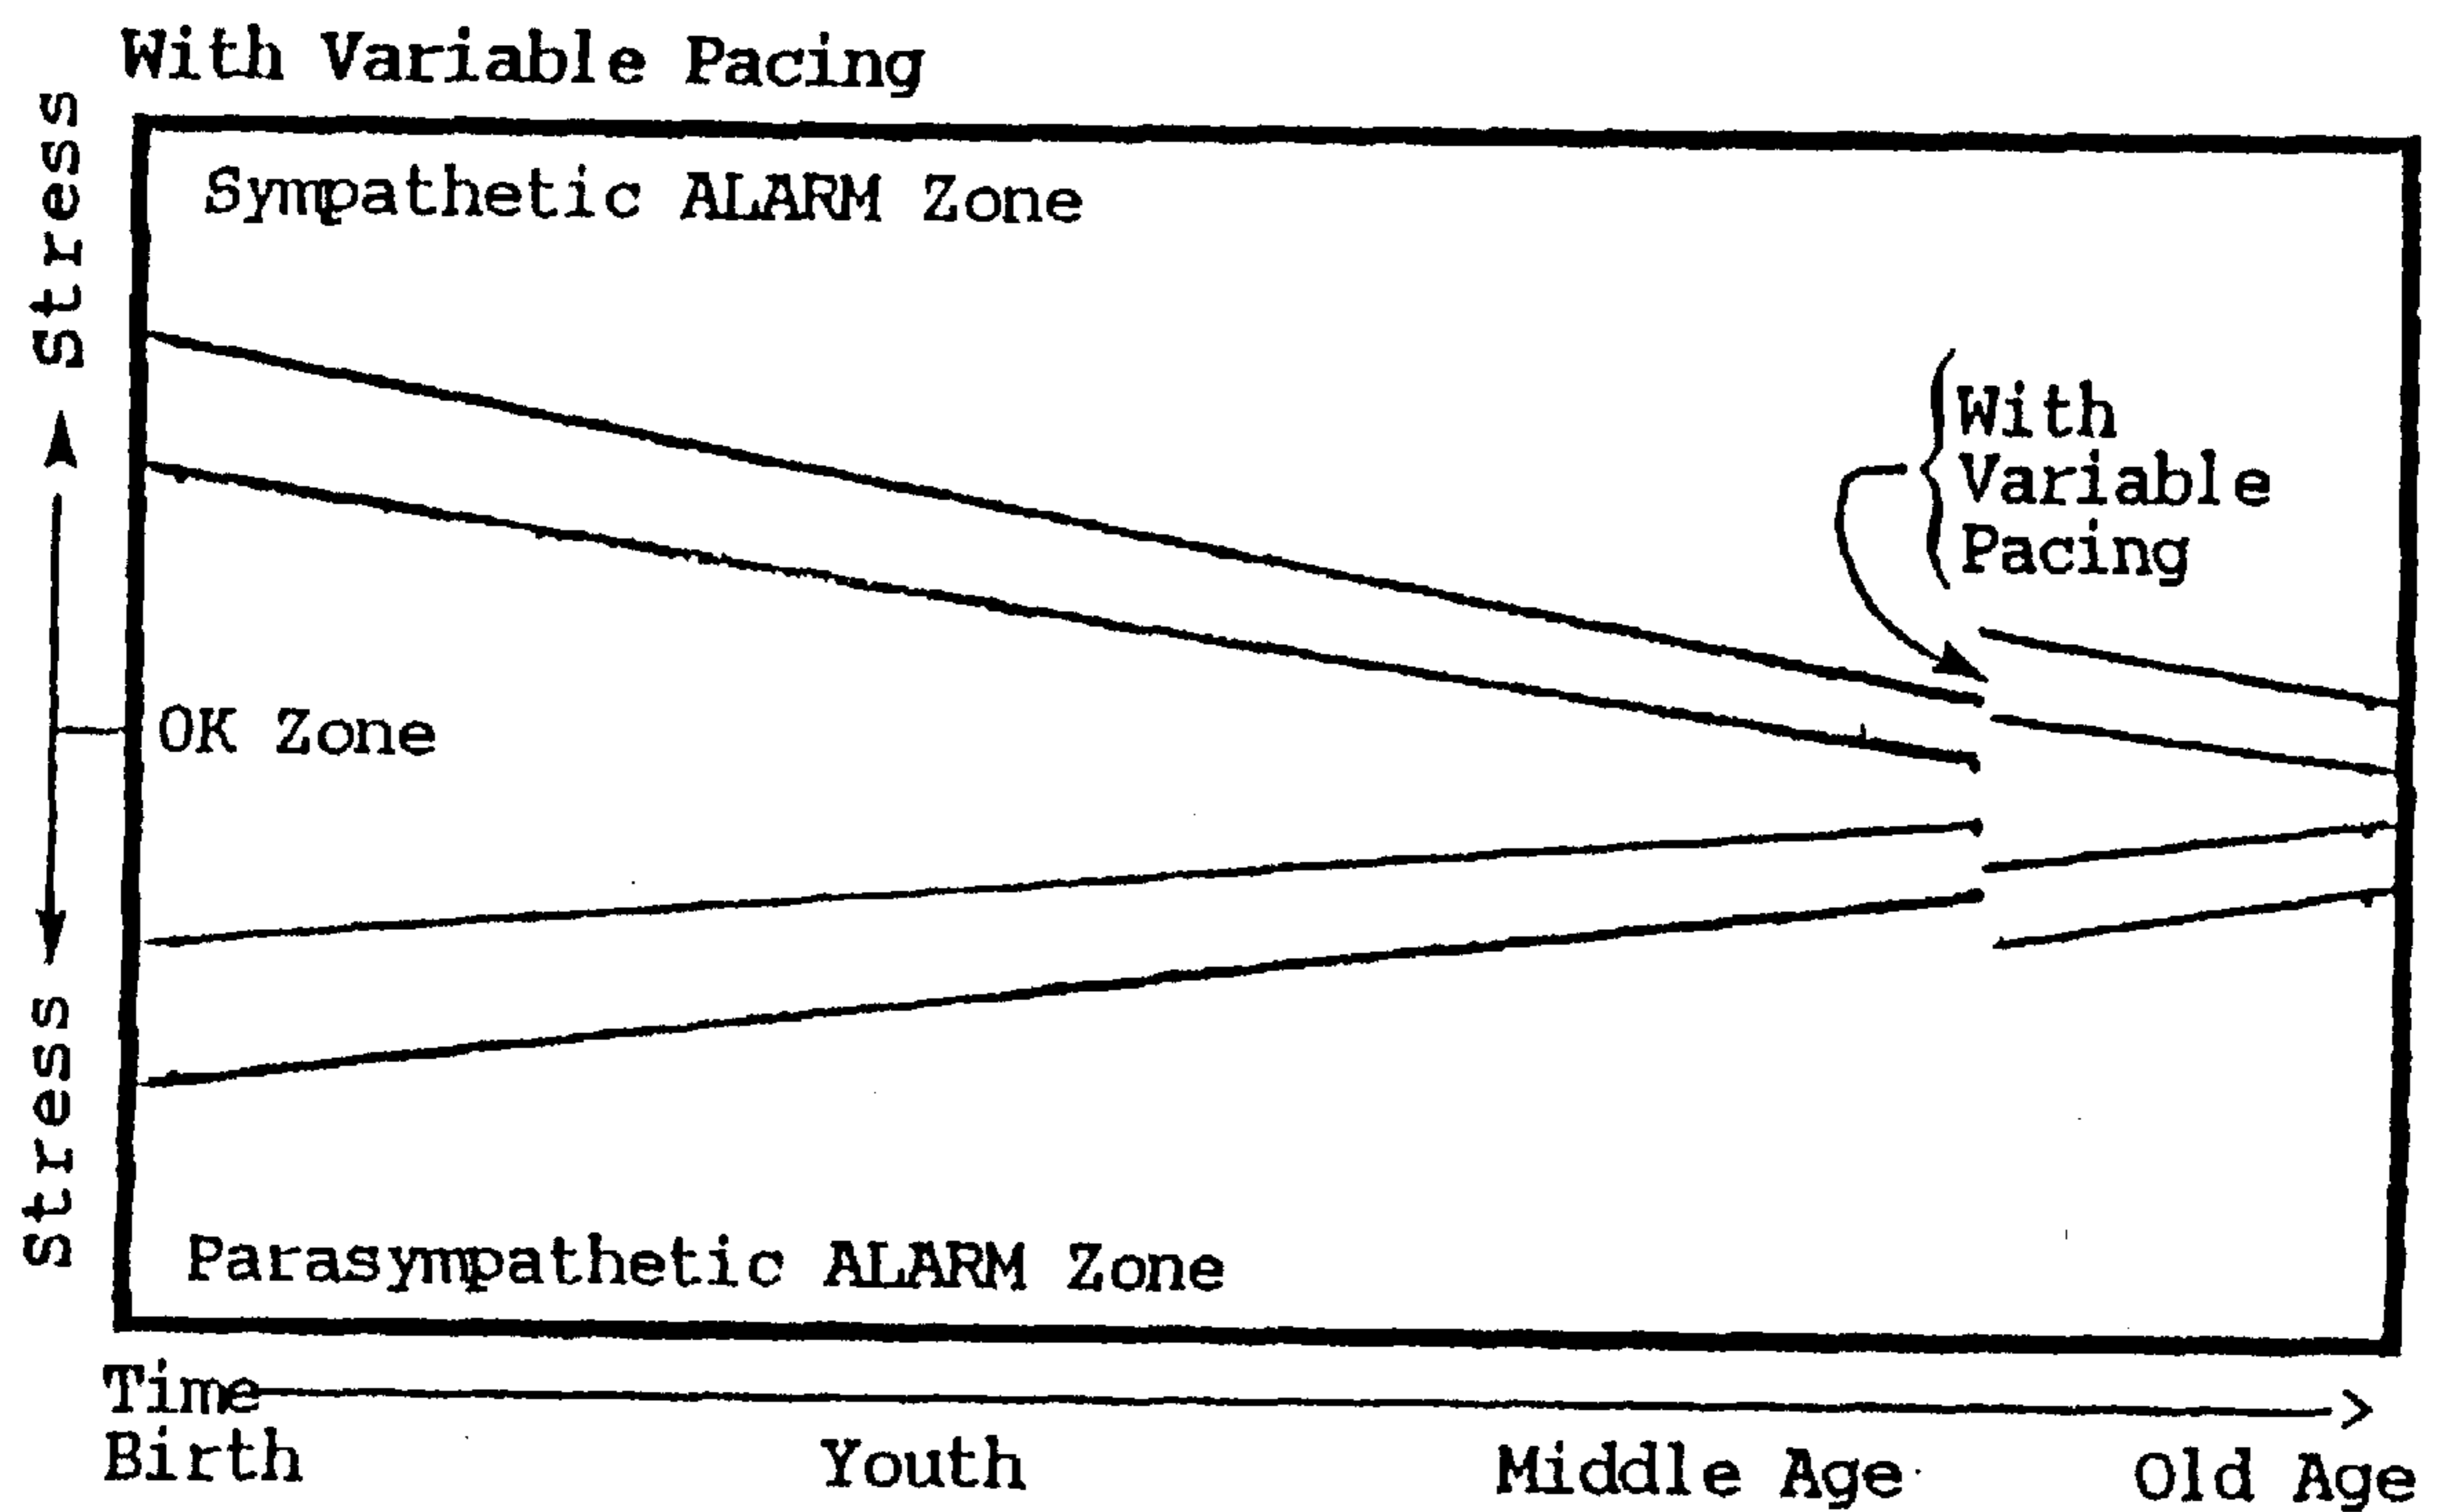 With Variable Pacing
Stress
Sympathetic ALARM Zone
With
Variable
Pacing
OK Zone
Stress
Parasympathetic ALARM Zone
Time
Birth Youth Middle Age Old Age